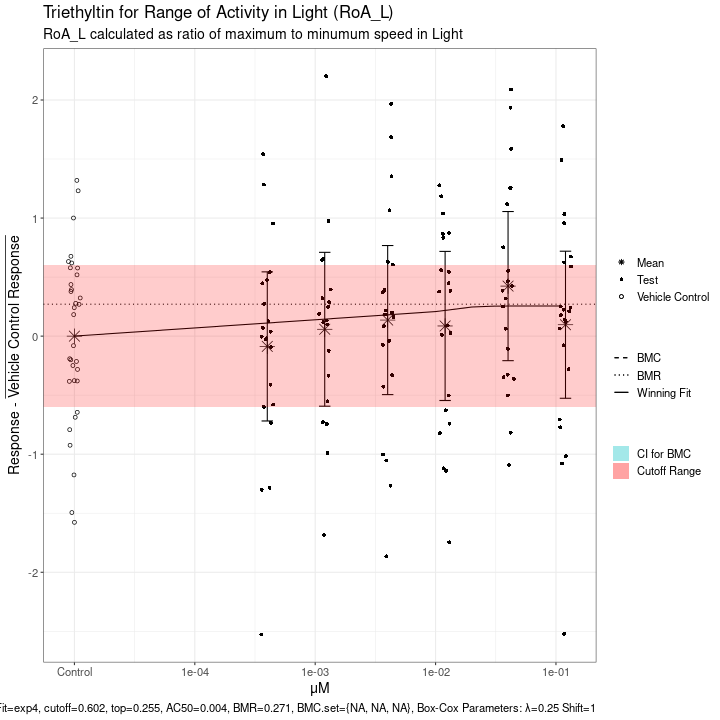 Triethyltin for Range of Activity in Light (RoA_L)
RoA_L calculated as ratio of maximum to minumum speed in Light
Response - Vehicle Control Response
2
1
0
-1
-2
Control
1e-04
1e-03
1e-02
1e-01
µM
Mean
Test
Vehicle Control
BMC
BMR
Winning Fit
CI for BMC
Cutoff Range
Fit=exp4, cutoff=0.602, top=0.255, AC50=0.004, BMR=0.271, BMC.set={NA, NA, NA}, Box-Cox Parameters: λ=0.25 Shift=1